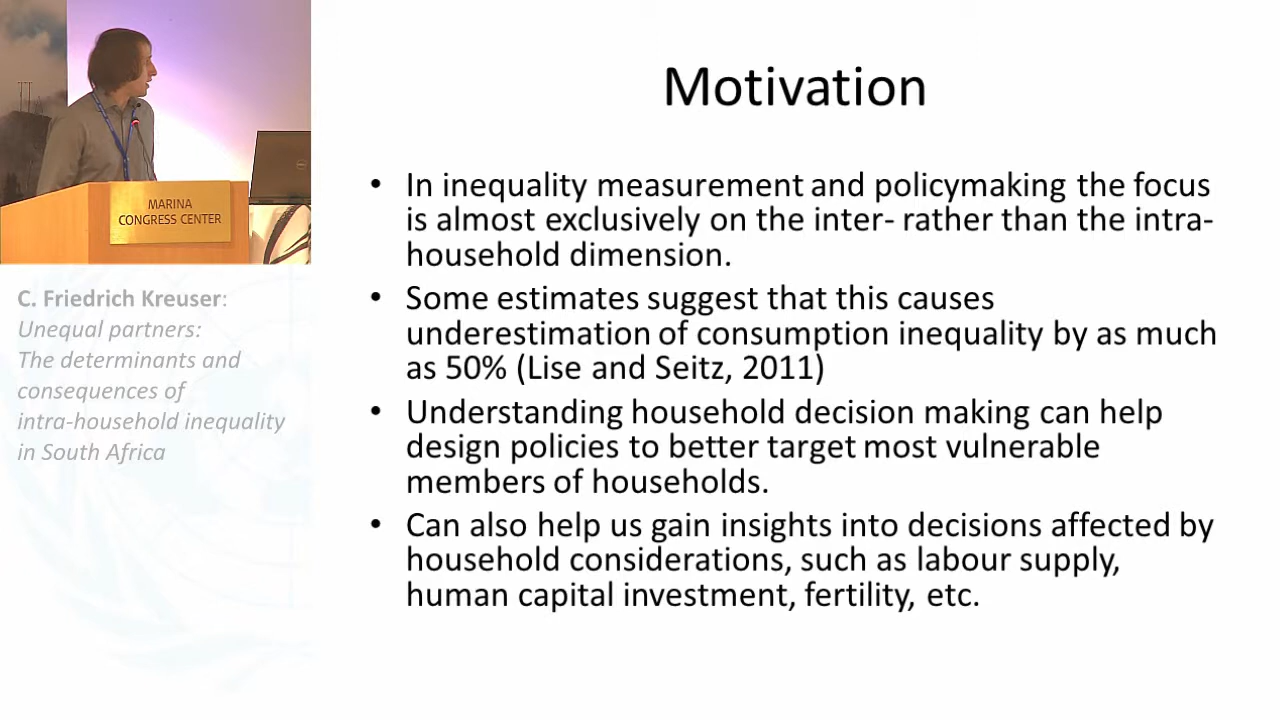 MARINA
CONGRESS CENTER
C. Friedrich Kreuser:
Unequal partners:
The determinants and
consequences of
intra-household inequality
in South Africa
Motivation
• In inequality measurement and policymaking the focus
is almost exclusively on the inter- rather than the intra-
household dimension.
• Some estimates suggest that this causes
underestimation of consumption inequality by as much
as 50% (Lise and Seitz, 2011)
• Understanding household decision making can help
design policies to better target most vulnerable
members of households.
• Can also help us gain insights into decisions affected by
household considerations, such as labour supply,
human capital investment, fertility, etc.